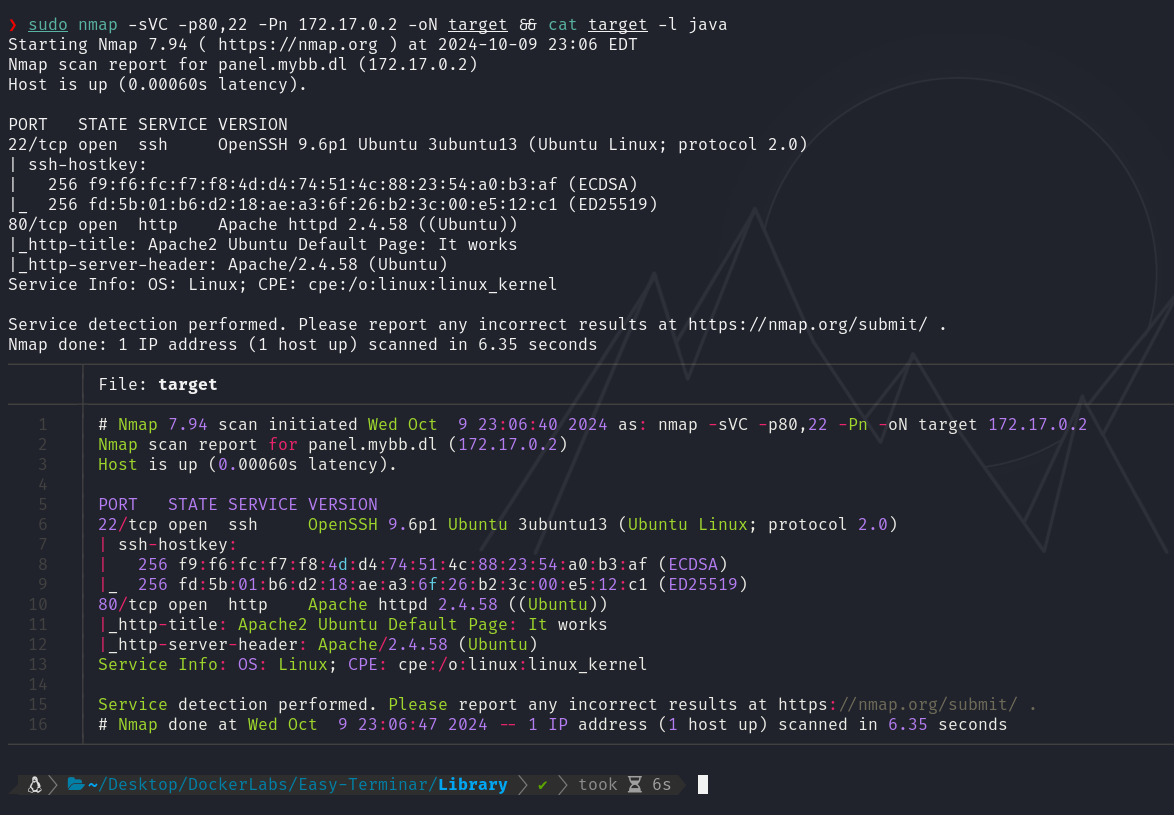 ❯ sudo nmap -sVC -p80,22 -Pn 172.17.0.2 -oN target && cat target -l java
Starting Nmap 7.94 ( https://nmap.org ) at 2024-10-09 23:06 EDT
Nmap scan report for panel.mybb.dl (172.17.0.2)
Host is up (0.00060s latency).

PORT   STATE SERVICE VERSION
22/tcp open  ssh     OpenSSH 9.6p1 Ubuntu 3ubuntu13 (Ubuntu Linux; protocol 2.0)
| ssh-hostkey:
|   256 f9:f6:fc:f7:f8:4d:d4:74:51:4c:88:23:54:a0:b3:af (ECDSA)
|_  256 fd:5b:01:b6:d2:18:ae:a3:6f:26:b2:3c:00:e5:12:c1 (ED25519)
80/tcp open  http    Apache httpd 2.4.58 ((Ubuntu))
|_http-title: Apache2 Ubuntu Default Page: It works
|_http-server-header: Apache/2.4.58 (Ubuntu)
Service Info: OS: Linux; CPE: cpe:/o:linux:linux_kernel

Service detection performed. Please report any incorrect results at https://nmap.org/submit/ .
Nmap done: 1 IP address (1 host up) scanned in 6.35 seconds
File: target
1 # Nmap 7.94 scan initiated Wed Oct  9 23:06:40 2024 as: nmap -sVC -p80,22 -Pn -oN target 172.17.0.2
2 Nmap scan report for panel.mybb.dl (172.17.0.2)
3 Host is up (0.00060s latency).
4
5 PORT   STATE SERVICE VERSION
6 22/tcp open  ssh     OpenSSH 9.6p1 Ubuntu 3ubuntu13 (Ubuntu Linux; protocol 2.0)
7 | ssh-hostkey:
8 |   256 f9:f6:fc:f7:f8:4d:d4:74:51:4c:88:23:54:a0:b3:af (ECDSA)
9 |_  256 fd:5b:01:b6:d2:18:ae:a3:6f:26:b2:3c:00:e5:12:c1 (ED25519)
10 80/tcp open  http    Apache httpd 2.4.58 ((Ubuntu))
11 |_http-title: Apache2 Ubuntu Default Page: It works
12 |_http-server-header: Apache/2.4.58 (Ubuntu)
13 Service Info: OS: Linux; CPE: cpe:/o:linux:linux_kernel
14
15 Service detection performed. Please report any incorrect results at https://nmap.org/submit/ .
16 # Nmap done at Wed Oct  9 23:06:47 2024 -- 1 IP address (1 host up) scanned in 6.35 seconds
~/Desktop/DockerLabs/Easy-Terminar/Library ✔ took 6s